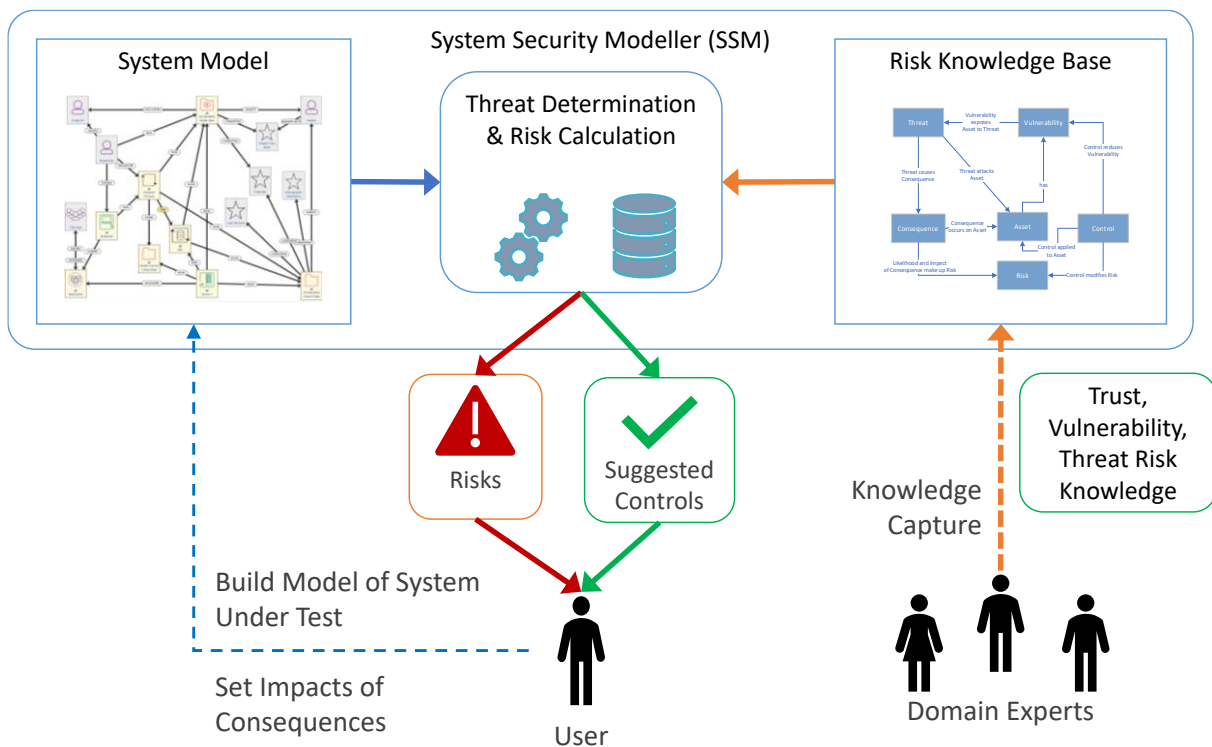 System Security Modeller (SSM)
System Model
Threat Determination
& Risk Calculation
Risk Knowledge Base
Threat
Vulnerability
exposes
Asset to Threat
Vulnerability
Control reduces
Vulnerability
Threat causes
Consequence
Threat attacks
Asset
has
Consequence
Consequence
occurs on Asset
Asset
Control
Control applied
to Asset
Likelihood and impact
of Consequence make up Risk
Risk
Control modifies Risk
Risks
Suggested
Controls
Trust,
Vulnerability,
Threat Risk
Knowledge
Knowledge
Capture
Build Model of System
Under Test
Set Impacts of
Consequences
User
Domain Experts